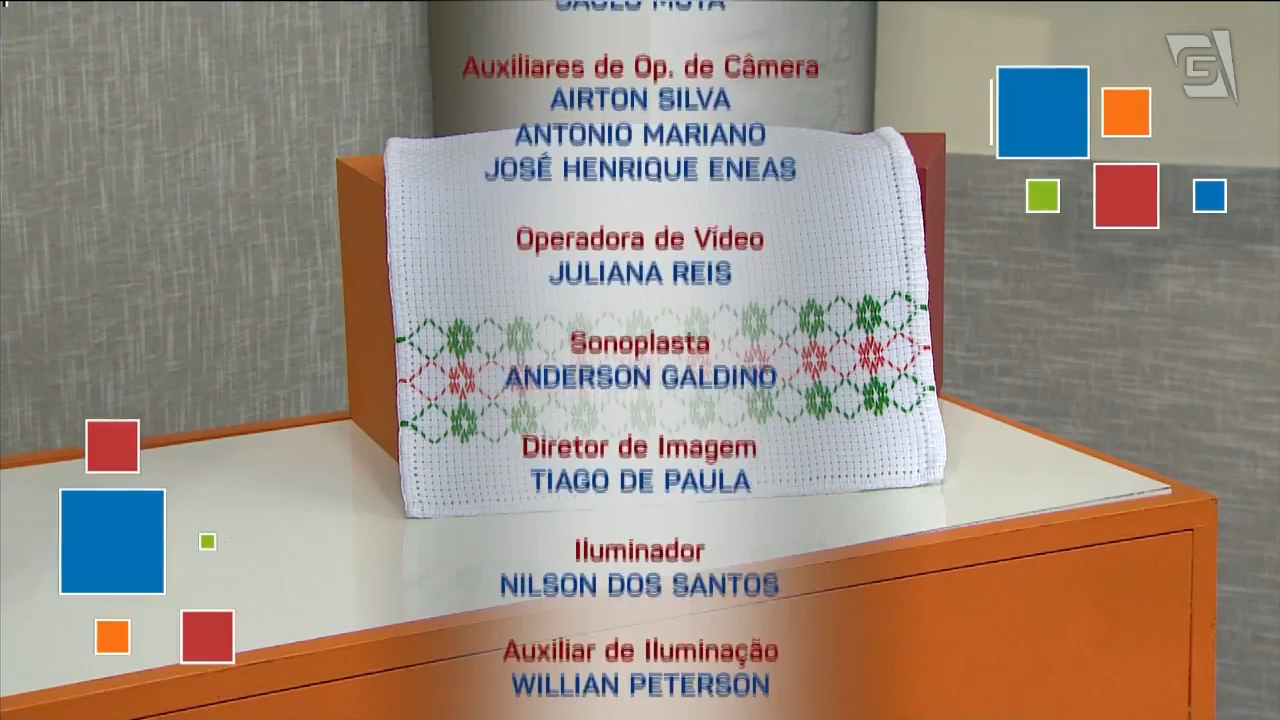 Auxiliares de Op. de Câmera
AIRTON SILVA
ANTONIO MARIANO
JOSÉ HENRIQUE ENEAS
Operadora de Vídeo
JULIANA REIS
Sonoplasta
ANDERSON GALDINO
Diretor de Imagem
TIAGO DE PAULA
Iluminador
NILSON DOS SANTOS
Auxiliar de Iluminação
WILLIAN PETERSON